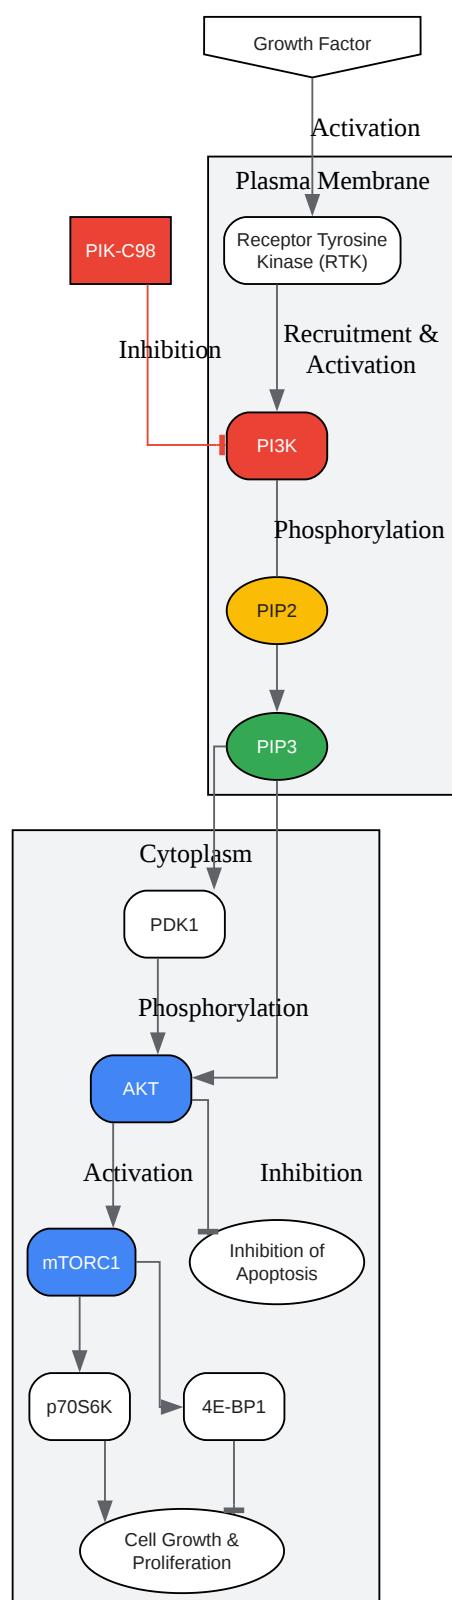 Growth Factor
Activation
Plasma Membrane
PIK-C98
Receptor Tyrosine
Kinase (RTK)
Inhibition
Recruitment &
Activation
PI3K
Phosphorylation
PIP2
PIP3
Cytoplasm
PDK1
Phosphorylation
AKT
Activation
Inhibition
mTORC1
Inhibition of
Apoptosis
p70S6K
4E-BP1
Cell Growth &
Proliferation